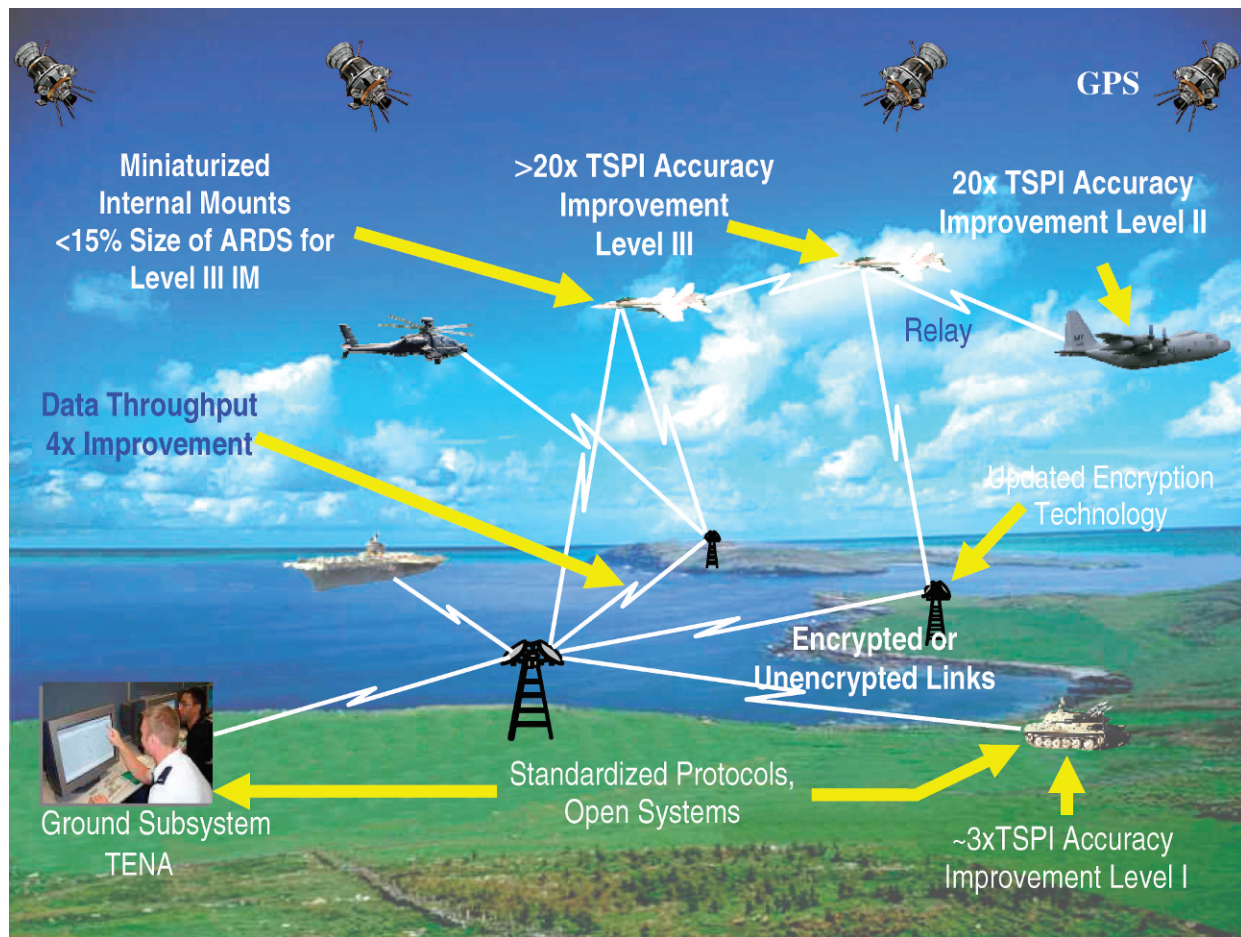 GPS
Miniaturized
Internal Mounts
<15% Size of ARDS for
Level III IM
>20x TSPI Accuracy
Improvement
Level III
20x TSPI Accuracy
Improvement Level II
Relay
Data Throughput
4x Improvement
Updated Encryption
Technology
Encrypted or
Unencrypted Links
Standardized Protocols,
Open Systems
Ground Subsystem
TENA
~3xTSPI Accuracy
Improvement Level I